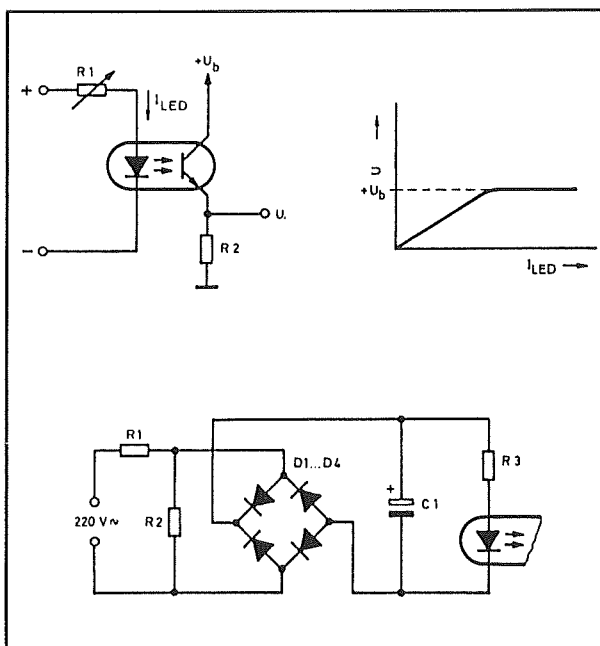 R1
+
I LED
+U b
U.
R2
−
U →
+U b
I LED →
R1
220 V ~
R2
D1...D4
+
C1
R3